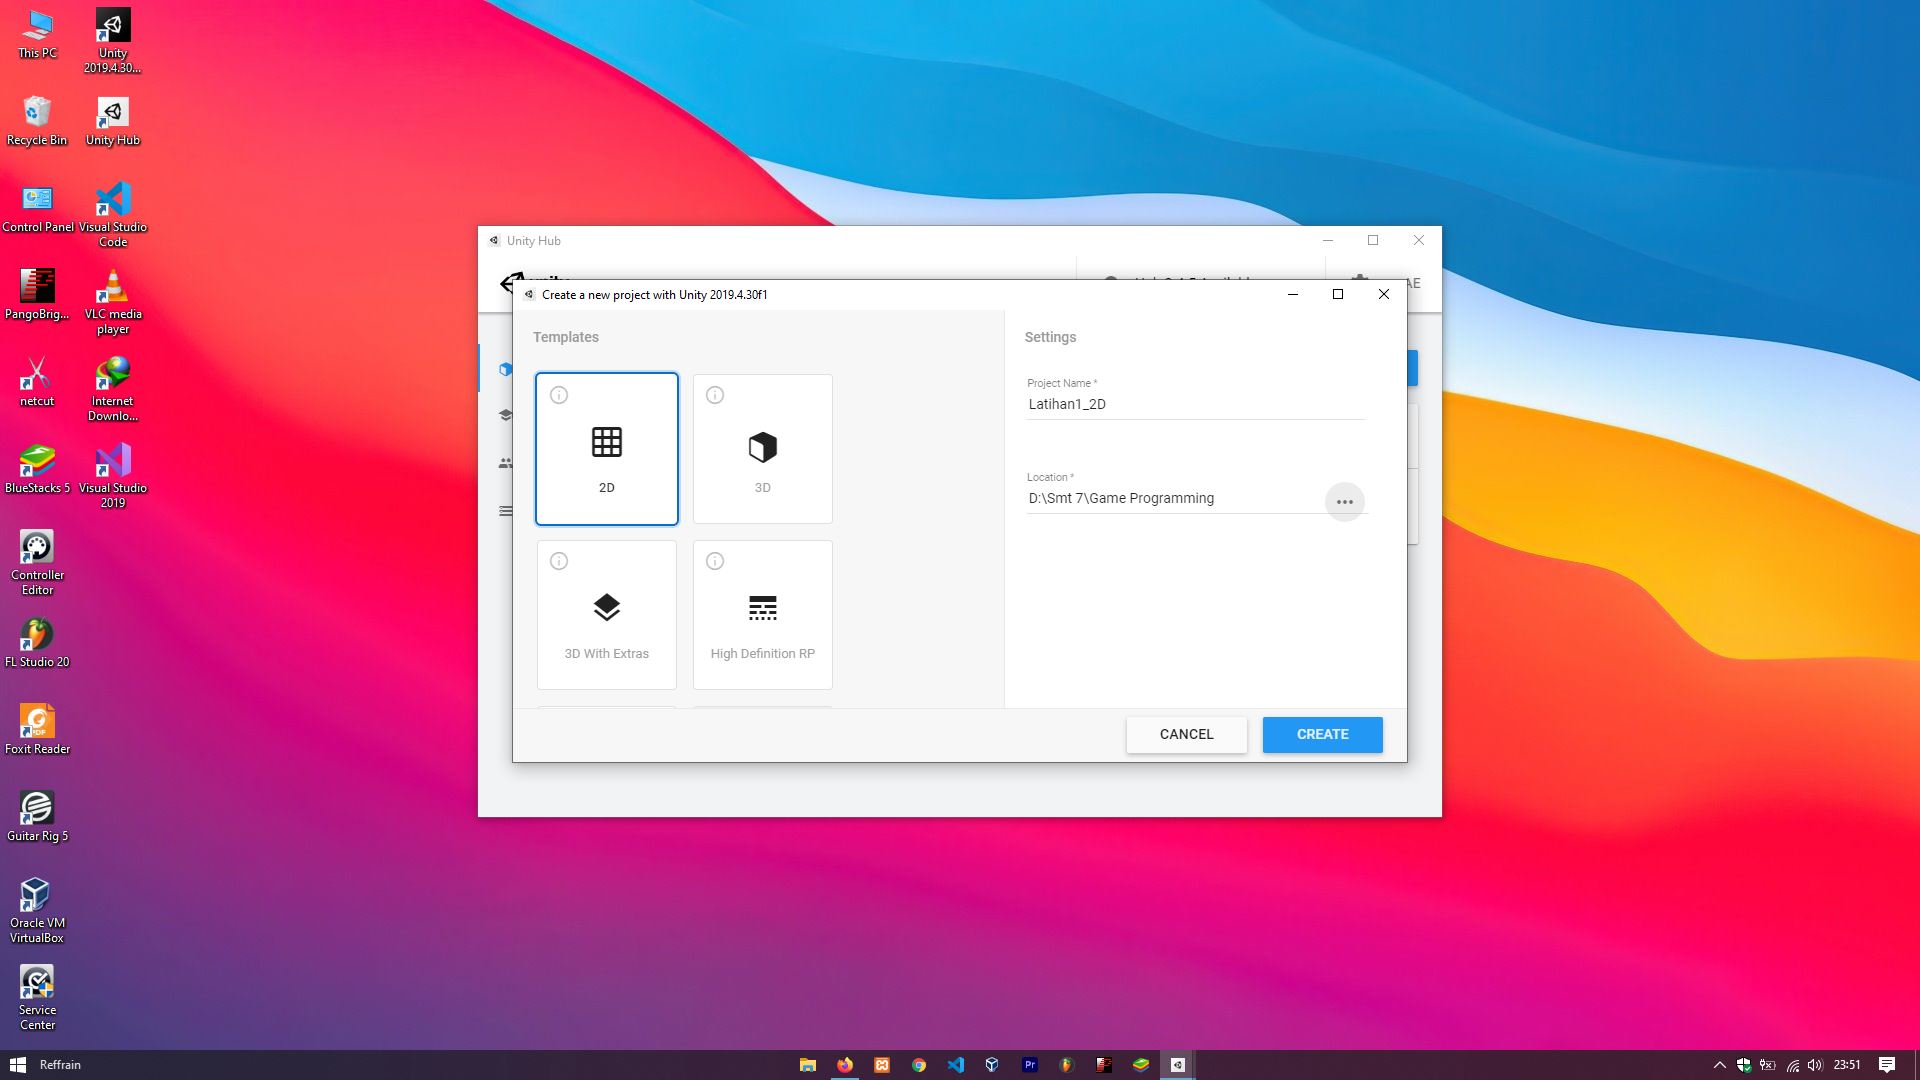 This PC
Unity
2019.4.30...
Recycle Bin
Unity Hub
Control Panel
Visual Studio
Code
PangoBrig...
VLC media
player
netcut
Internet
Downlo...
BlueStacks 5
Visual Studio
2019
Controller
Editor
FL Studio 20
Foxit Reader
Guitar Rig 5
Oracle VM
VirtualBox
Service
Center
Unity Hub
AE
Create a new project with Unity 2019.4.30f1
Templates
2D
3D
3D With Extras
High Definition RP
Settings
Project Name *
Latihan1_2D
Location *
D:\Smt 7\Game Programming
...
CANCEL
CREATE
Reffrain
Pr
23:51